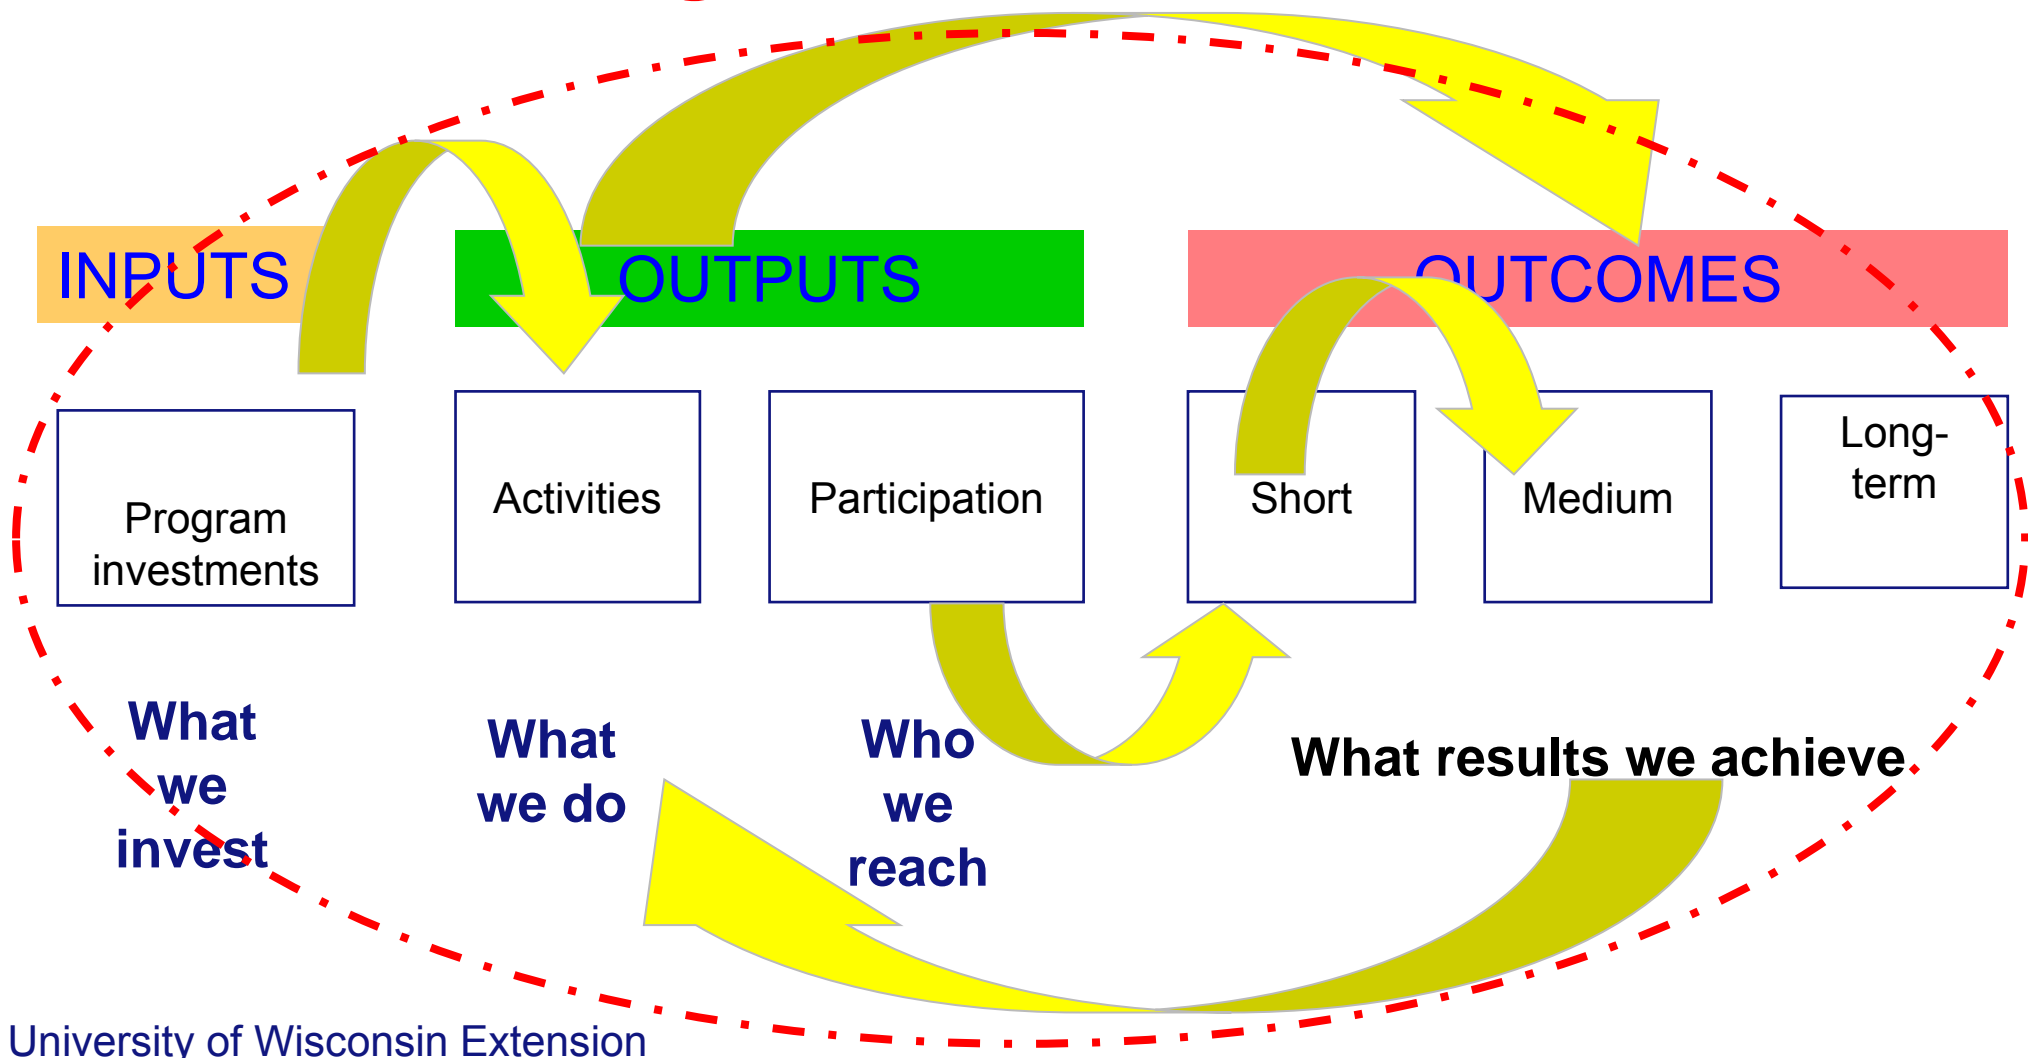 INPUTS
OUTPUTS
OUTCOMES
Program
investments
Activities
Participation
Short
Medium
Long-
term
What
we
invest
What
we do
Who
we
reach
What results we achieve
University of Wisconsin Extension